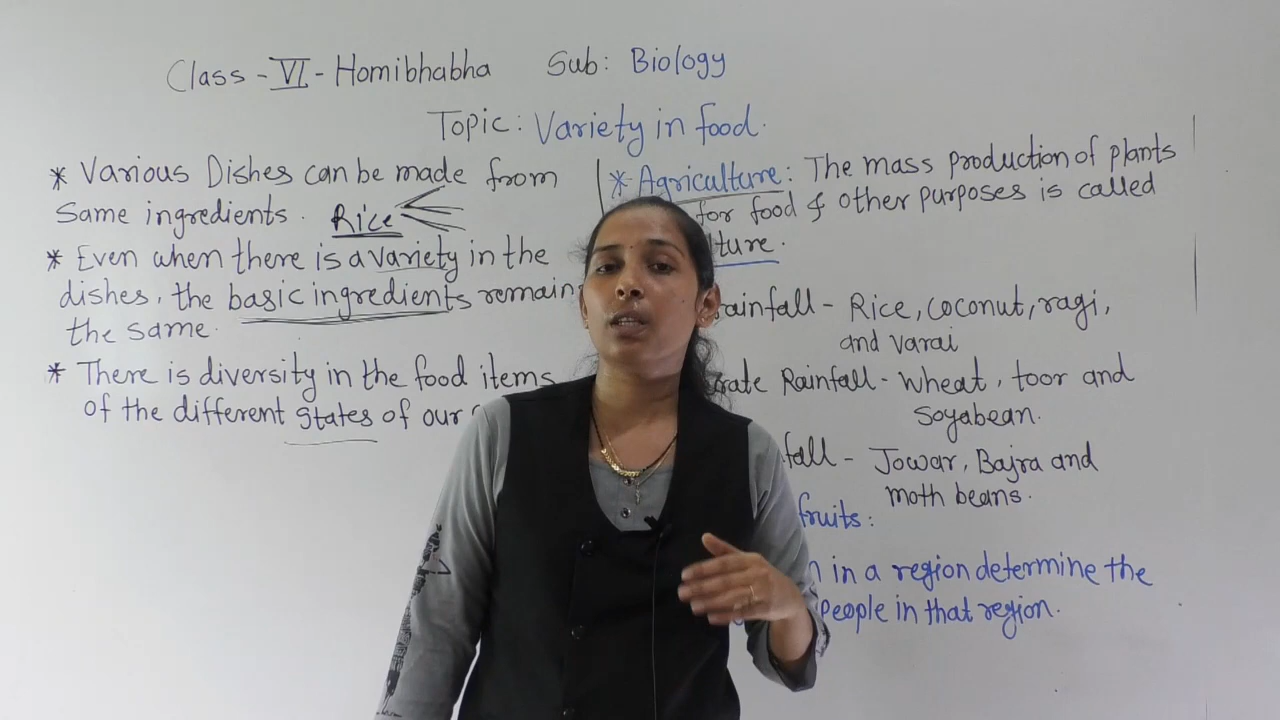 Class - VI - Homibhabha Sub: Biology
Topic: Variety in food.
* Various Dishes can be made from
Same ingredients. Rice
* Even when there is a variety in the
dishes, the basic ingredients remain
the same.
* There is diversity in the food items
of the different states of our
* Agriculture: The mass production of plants
for food & other purposes is called
ture.
rainfall - Rice, coconut, ragi,
and varai
rate Rainfall - wheat, toor and
soyabean.
fall - Jowar, Bajra and
moth beans.
fruits:
in a region determine the
People in that region.